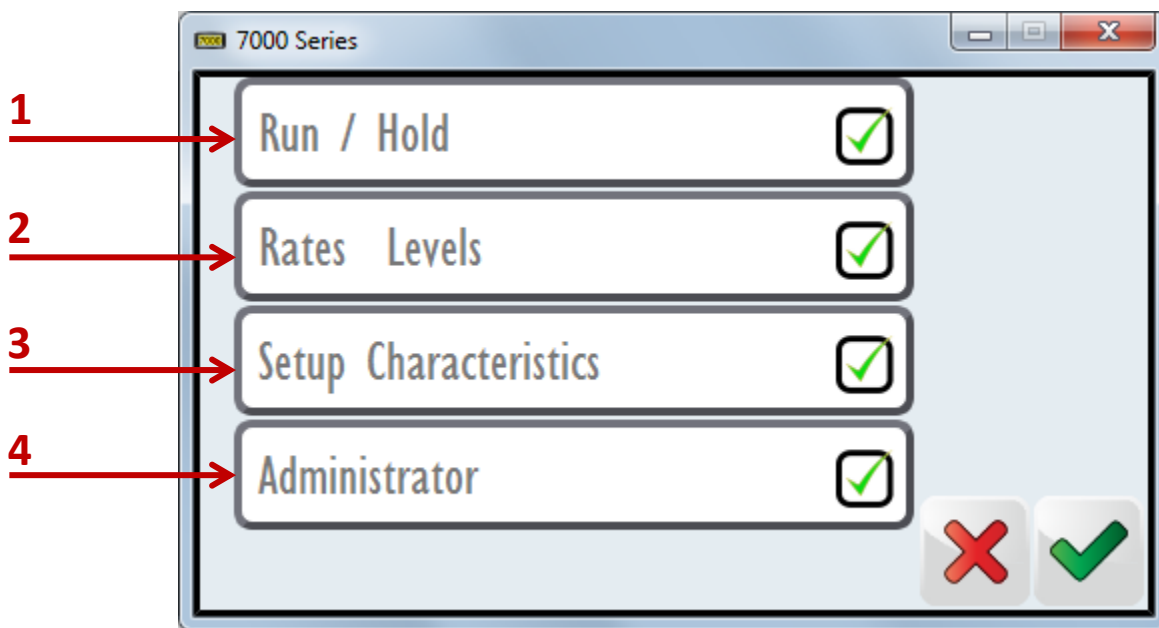 7000 Series
1
Run / Hold
2
Rates Levels
3
Setup Characteristics
4
Administrator